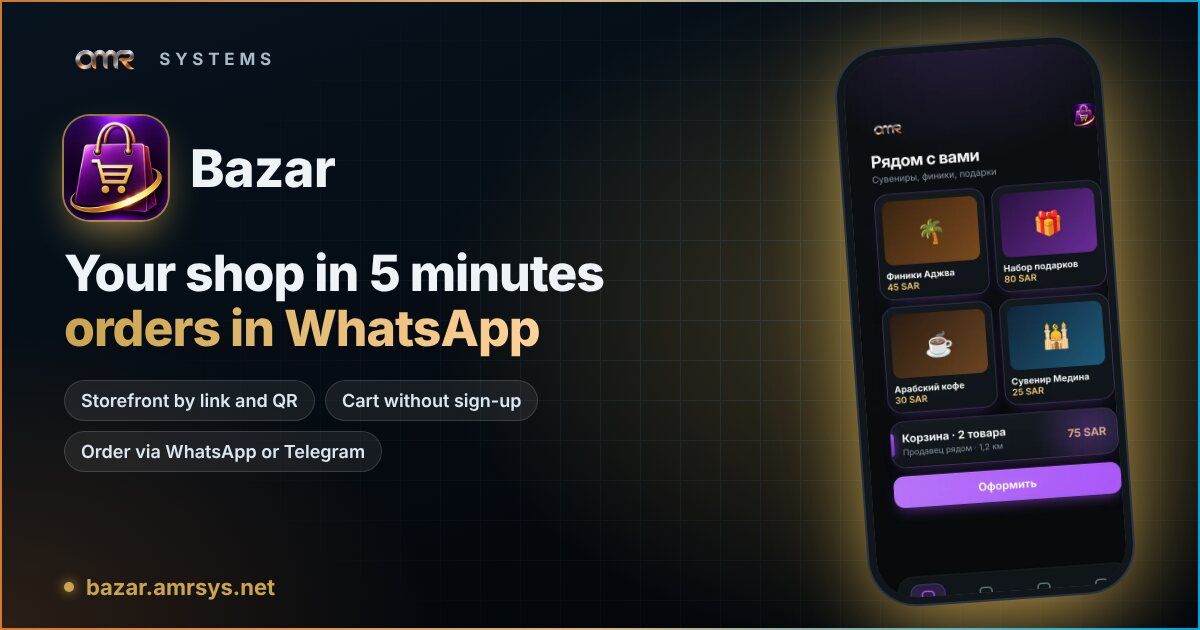 amr SYSTEMS
Bazar
Your shop in 5 minutes
orders in WhatsApp
Storefront by link and QR
Cart without sign-up
Order via WhatsApp or Telegram
bazar.amrsys.net
amr
Рядом с вами
Сувениры, финики, подарки
Финики Аджва
45 SAR
Набор подарков
80 SAR
Арабский кофе
30 SAR
Сувенир Медина
25 SAR
Корзина · 2 товара
75 SAR
Продавец рядом · 1,2 км
Оформить